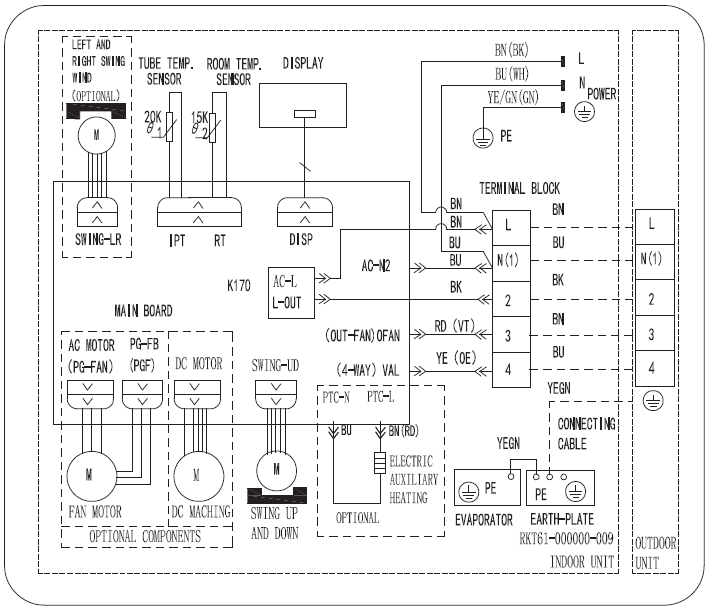 LEFT AND
RIGHT SWING
WIND
(OPTIONAL)
M
SWING-LR
TUBE TEMP.
SENSOR
ROOM TEMP.
SENSOR
DISPLAY
20K
θ 1
15K
θ 2
IPT
RT
DISP
BN(BK)
L
BU(WH)
N
POWER
YE/GN(GN)
PE
TERMINAL BLOCK
BN
BN
BU
BU
AC-N2
BK
K170
AC-L
L-OUT
L
N(1)
2
3
4
BN
BU
BK
BN
BU
L
N(1)
2
3
4
MAIN BOARD
(OUT-FAN)OFAN
RD (VT)
(4-WAY) VAL
YE (OE)
AC MOTOR
(PG-FAN)
PG-FB
(PGF)
DC MOTOR
SWING-UD
PTC-N
PTC-L
BU
BN(RD)
M
M
M
FAN MOTOR
DC MACHING
OPTIONAL COMPONENTS
SWING UP
AND DOWN
ELECTRIC
AUXILIARY
HEATING
OPTIONAL
YEGN
CONNECTING
CABLE
YEGN
PE
PE
EVAPORATOR
EARTH-PLATE
RKT61-000000-009
INDOOR UNIT
OUTDOOR
UNIT